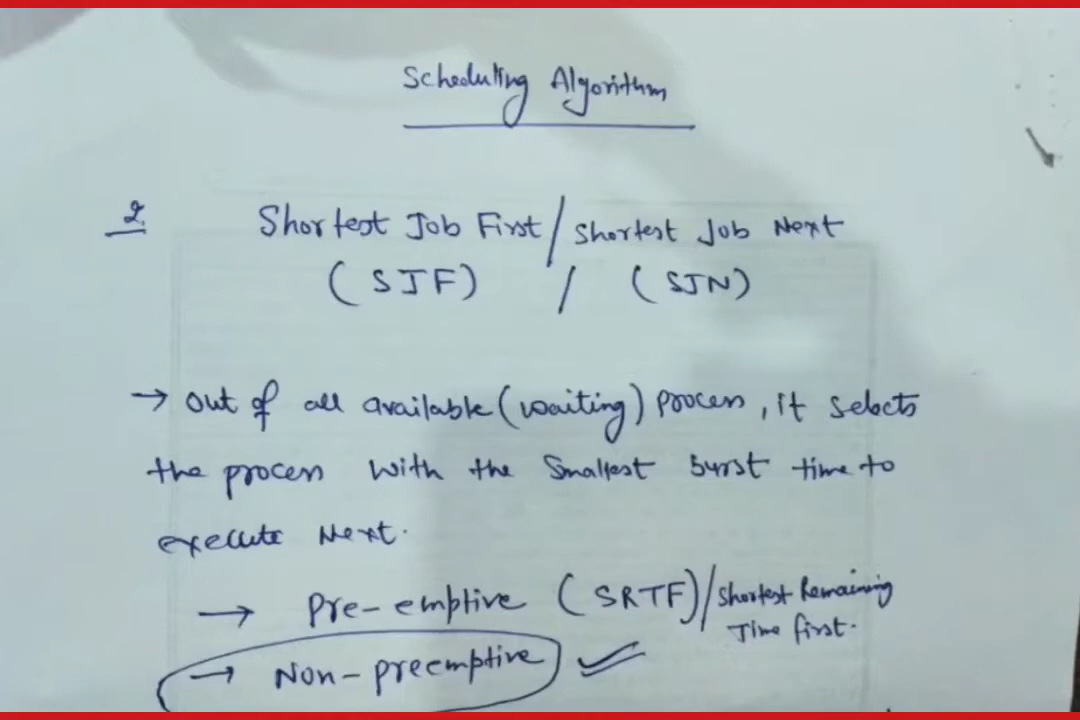 Scheduling Algorithm
2.
Shortest Job First / Shortest Job Next
(SJF) / (SJN)
→ out of all available (waiting) process, it selects
the process with the smallest burst time to
execute Next.
→ Pre-emptive (SRTF) / Shortest Remaining
Time first.
→ Non-preemptive